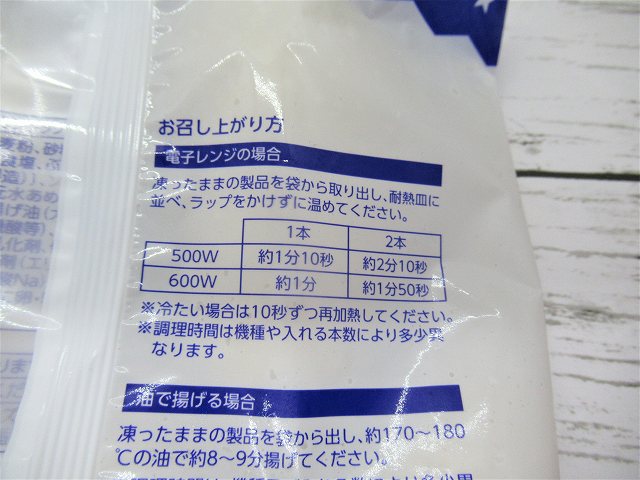 お召し上がり方
電子レンジの場合
凍ったままの製品を袋から取り出し、耐熱皿に
並べ、ラップをかけずに温めてください。
1本 2本
500W 約1分10秒 約2分10秒
600W 約1分 約1分50秒
※冷たい場合は10秒ずつ再加熱してください。
※調理時間は機種や入れる本数により多少異
なります。
油で揚げる場合
凍ったままの製品を袋から出し、約170～180
℃の油で約8～9分揚げてください。